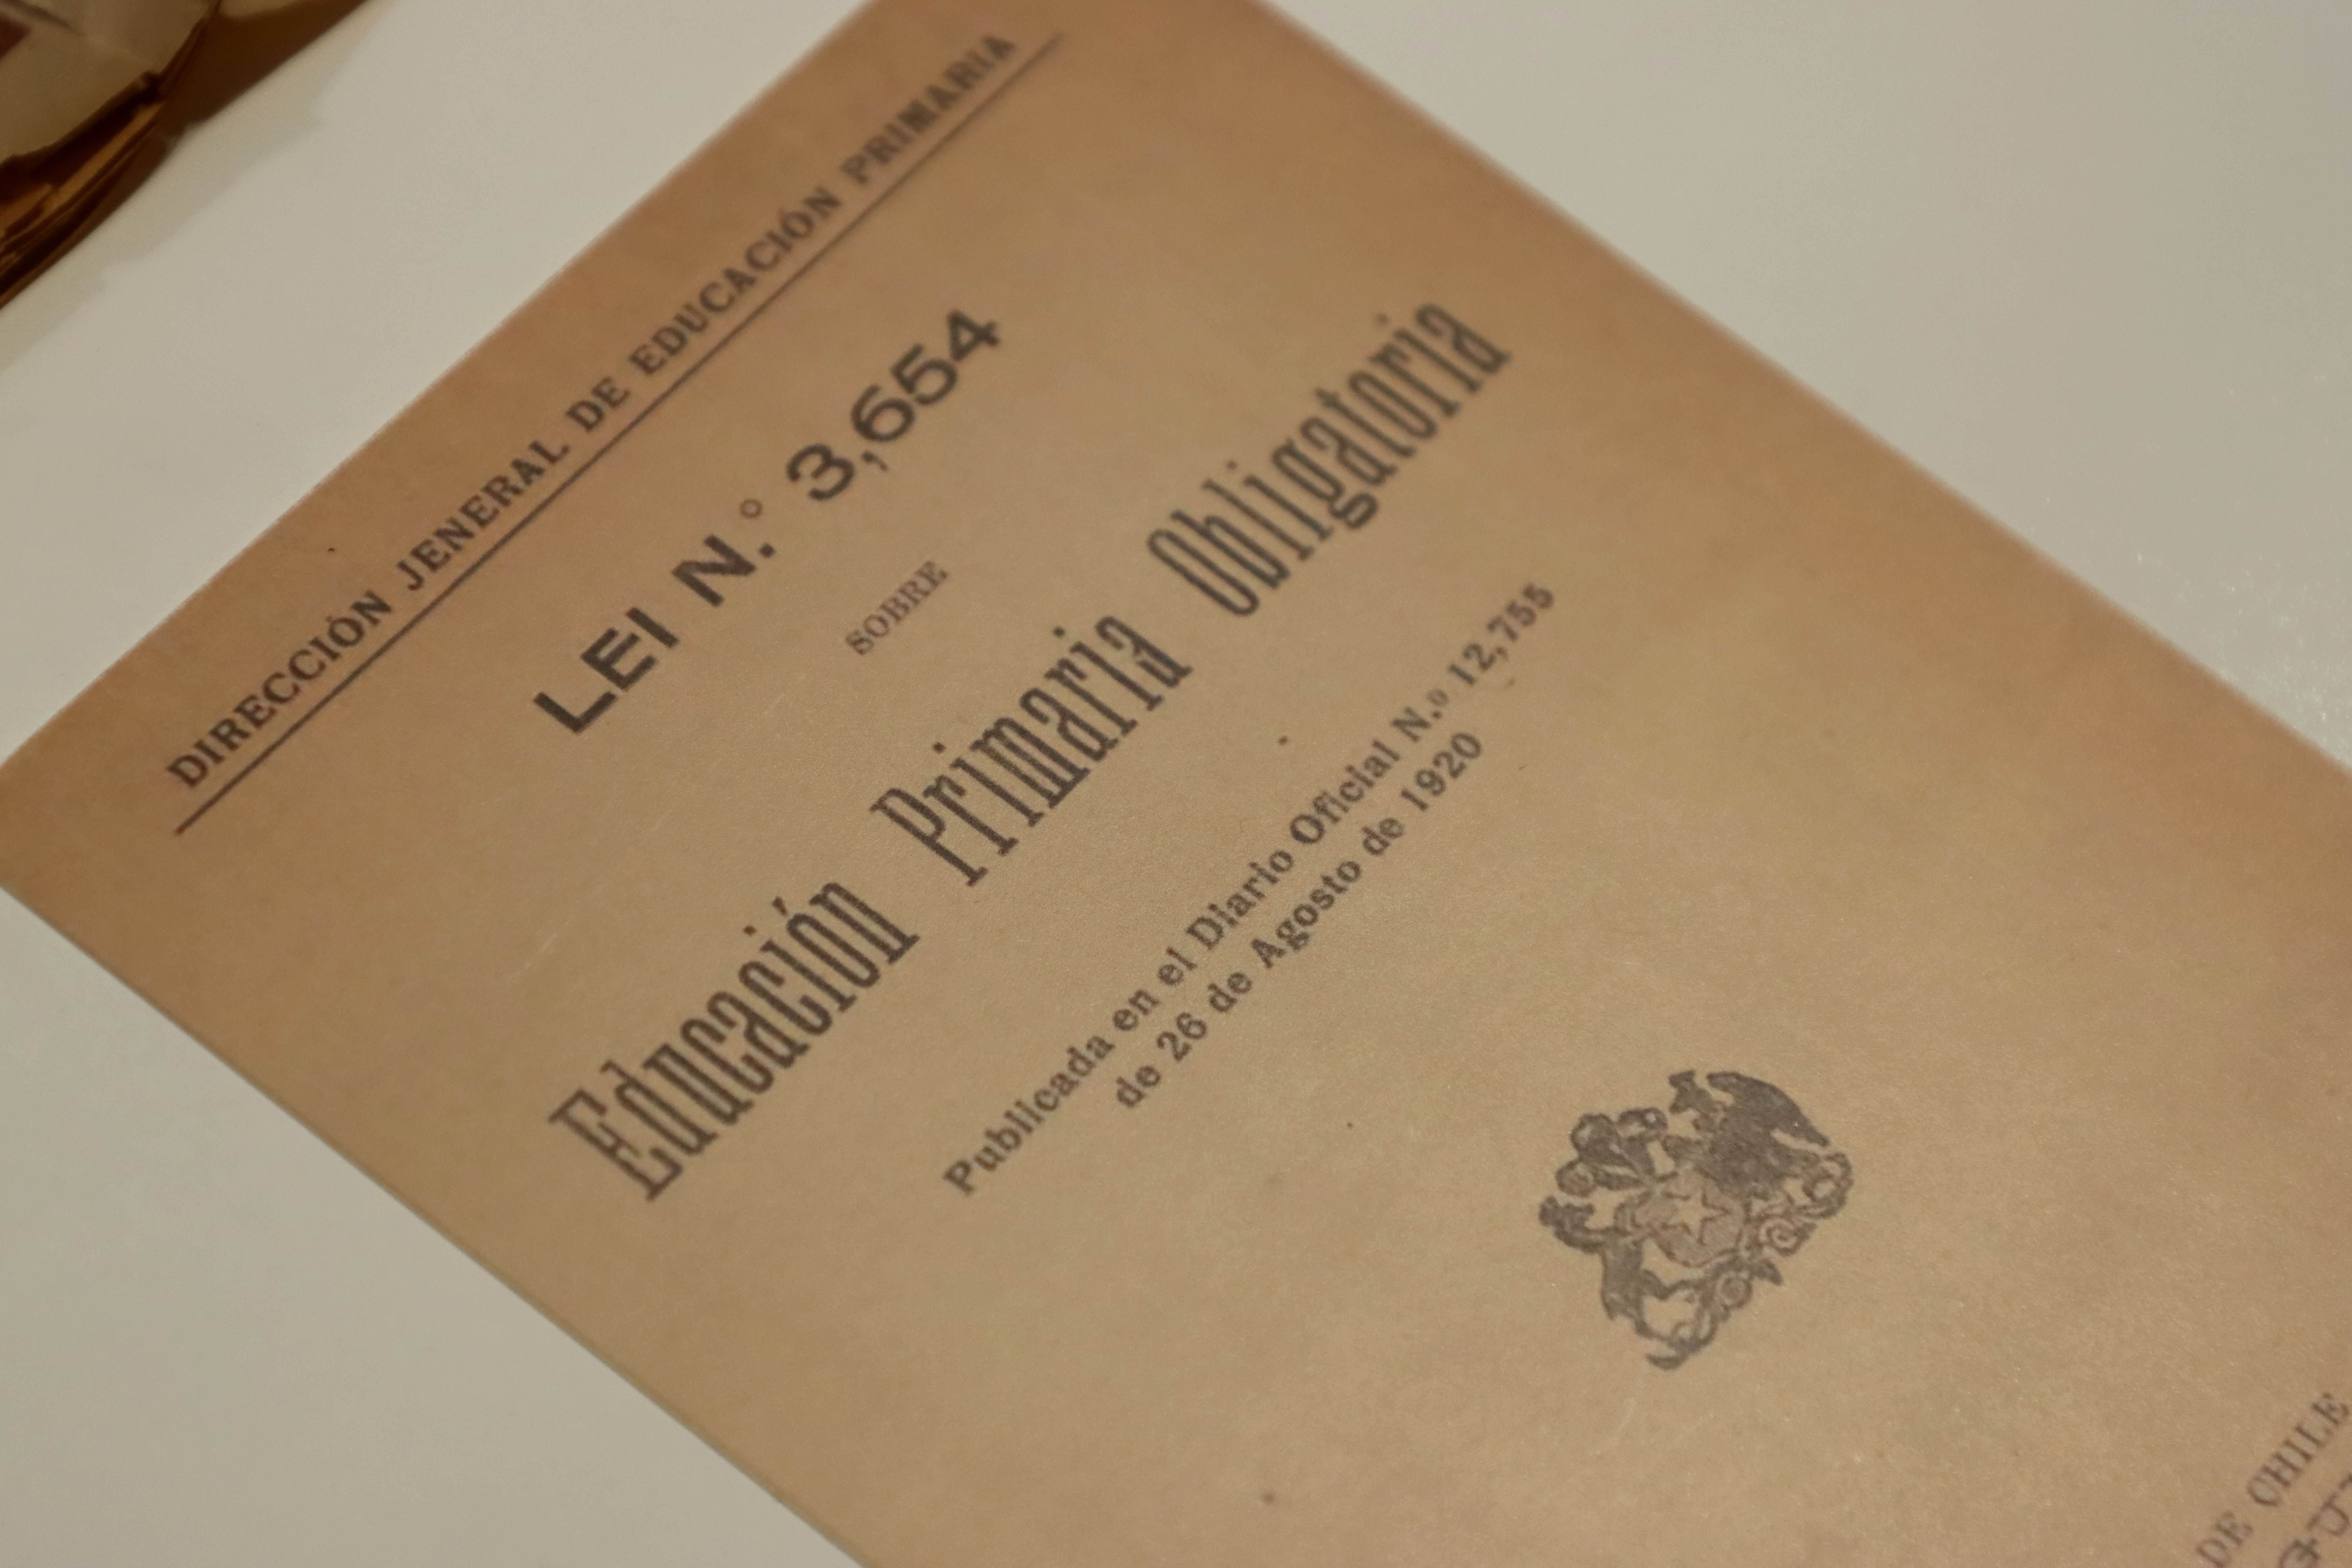 DIRECCIÓN JENERAL DE EDUCACIÓN PRIMARIA
LEI N.° 3,654
SOBRE
Educación Primaria Obligatoria
Publicada en el Diario Oficial N.º 12,755
de 26 de Agosto de 1920
DE CHILE